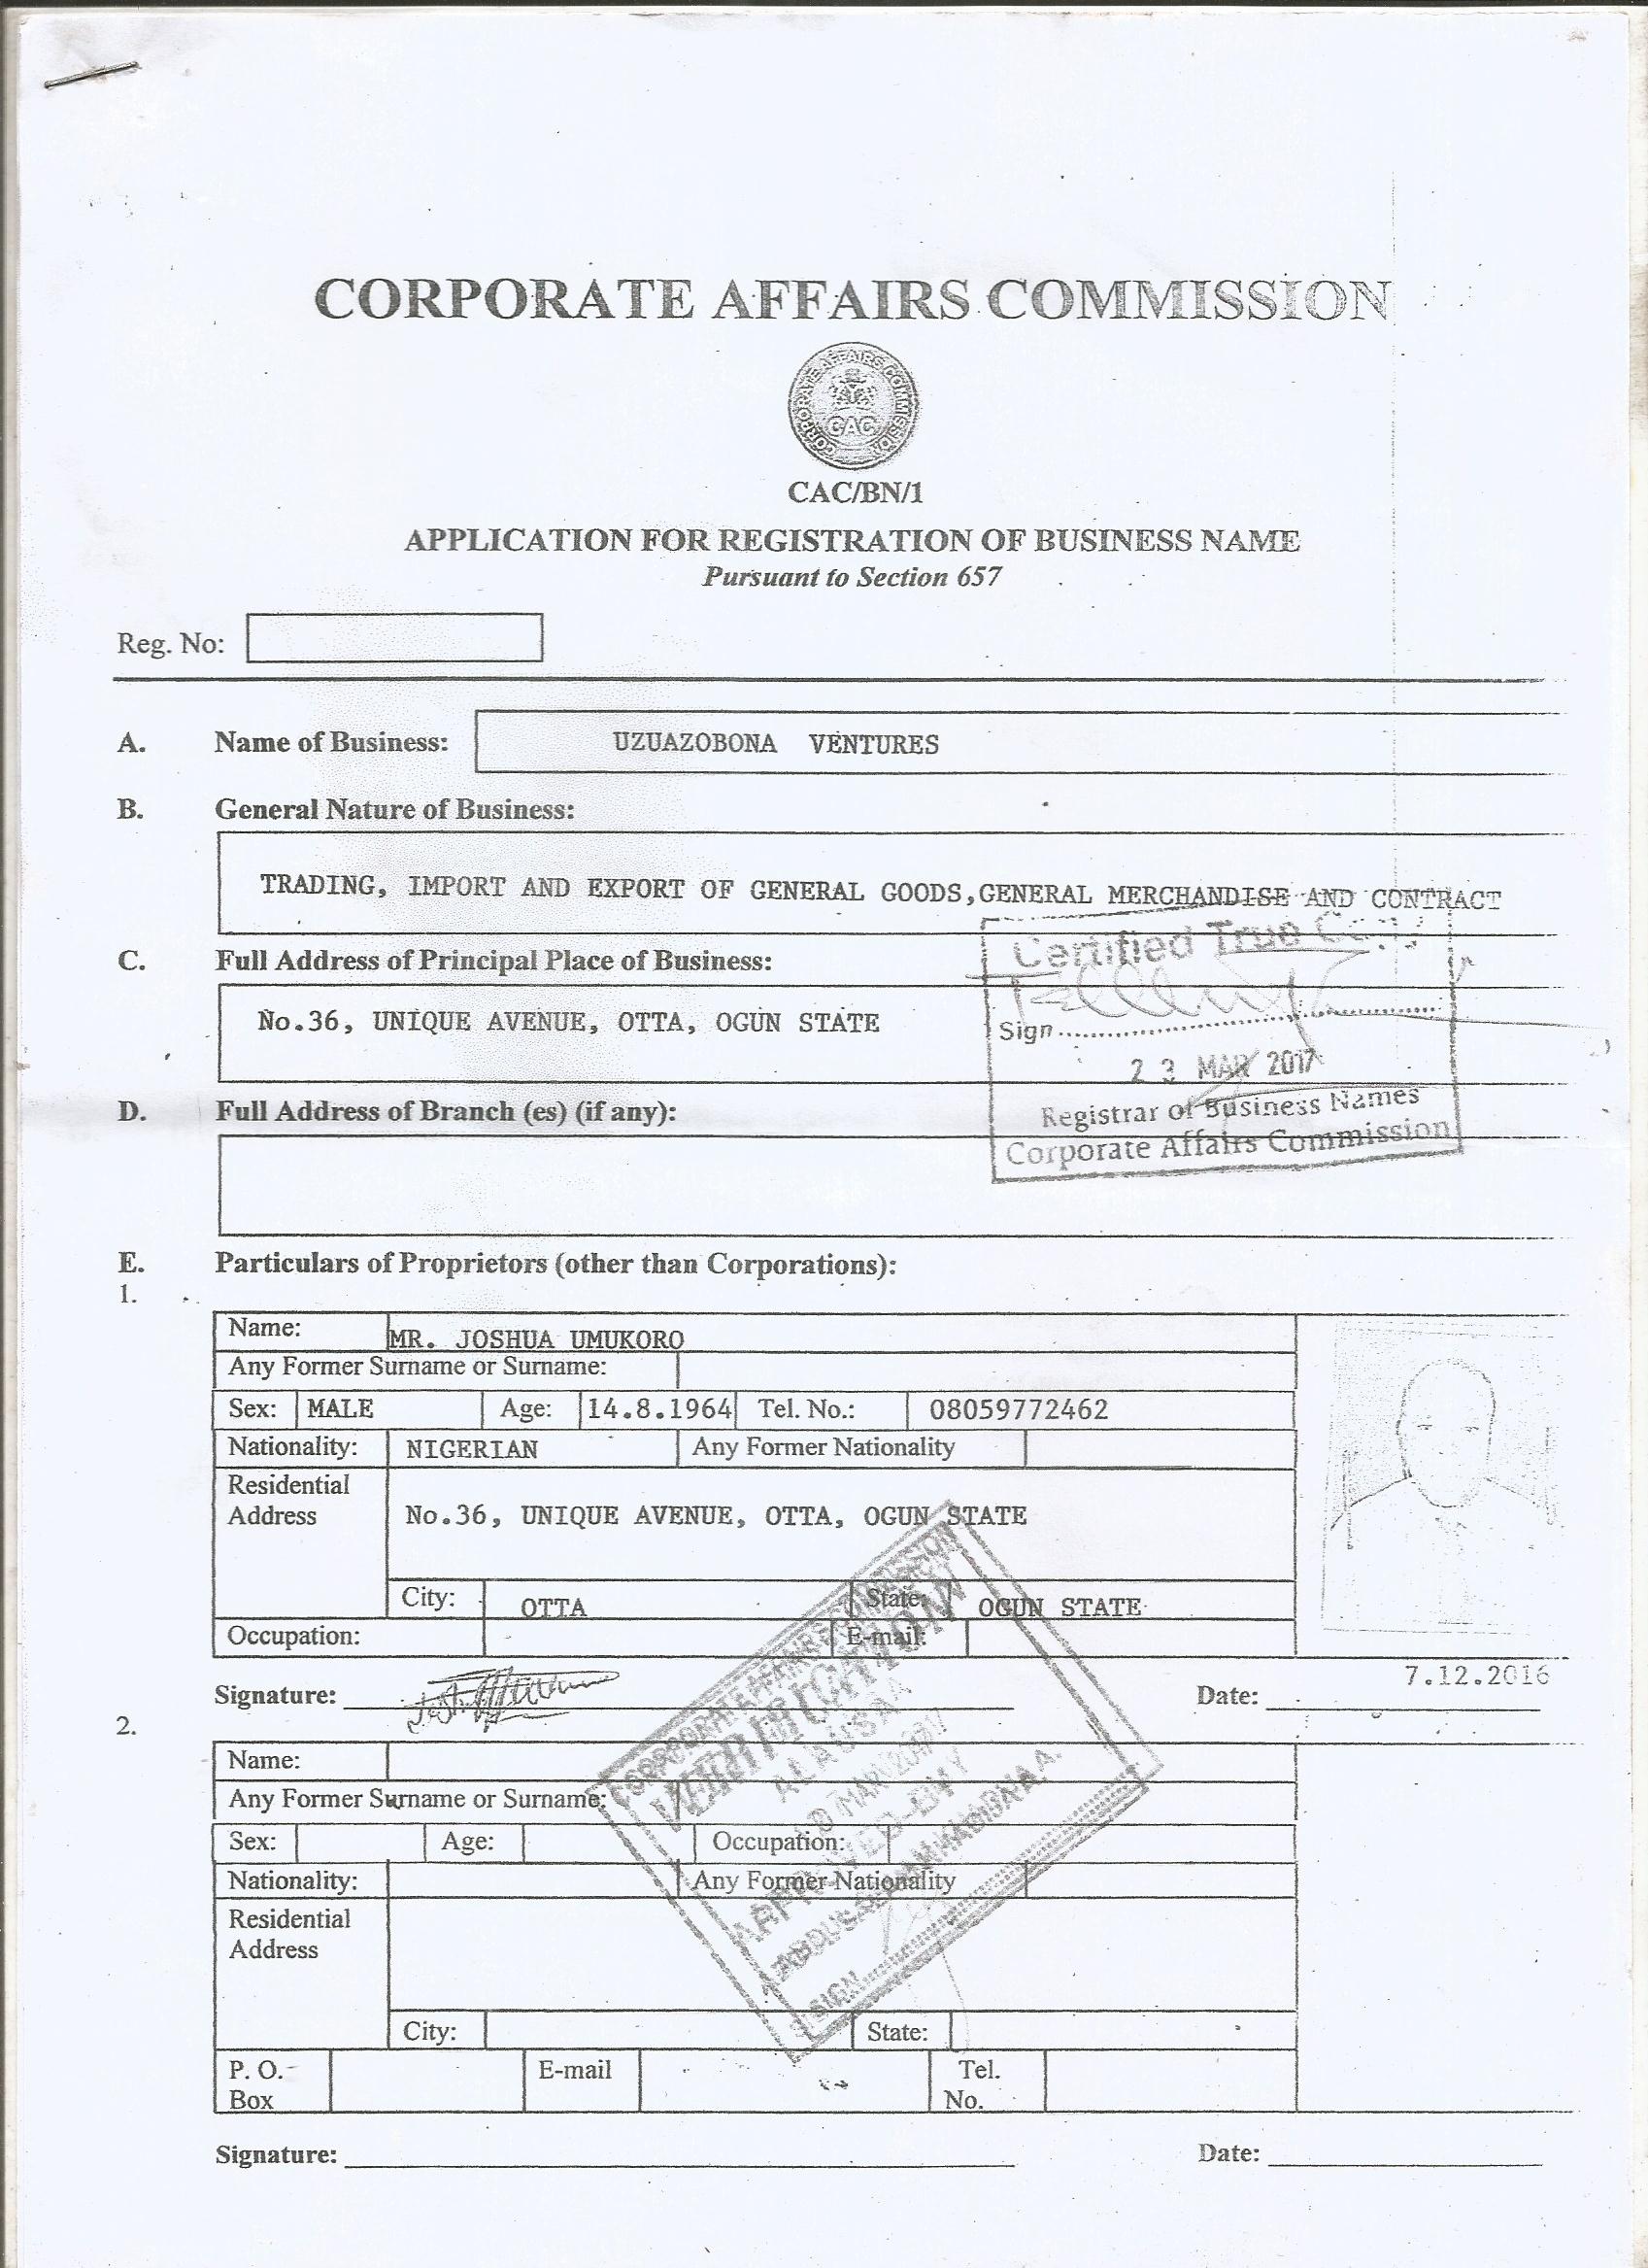 CORPORATE AFFAIRS COMMISSION
CORPORATE AFFAIRS COMMISSION
CAC
CAC/BN/1
APPLICATION FOR REGISTRATION OF BUSINESS NAME
Pursuant to Section 657
Reg. No:
A. Name of Business: UZUAZOBONA VENTURES
B. General Nature of Business:
TRADING, IMPORT AND EXPORT OF GENERAL GOODS,GENERAL MERCHANDISE AND CONTRACT
Certified True
C. Full Address of Principal Place of Business:
No.36, UNIQUE AVENUE, OTTA, OGUN STATE
Sign
23 MAR 2017
D. Full Address of Branch (es) (if any):
Registrar of Business Names
Corporate Affairs Commission
E. Particulars of Proprietors (other than Corporations):
1.
Name: MR. JOSHUA UMUKORO
Any Former Surname or Surname:
Sex: MALE Age: 14.8.1964 Tel. No.: 08059772462
Nationality: NIGERIAN Any Former Nationality
Residential
Address No.36, UNIQUE AVENUE, OTTA, OGUN STATE
City: OTTA State: OGUN STATE
Occupation: E-mail:
Signature: Date: 7.12.2016
2.
CORPORATE AFFAIRS COMMISSION
VERIFICATION
ALAUSA
MAR 2017
APPROVED BY
SIGN
Name:
Any Former Surname or Surname:
Sex: Age: Occupation:
Nationality: Any Former Nationality
Residential
Address
City: State:
P. O. E-mail Tel.
Box No.
Signature: Date: